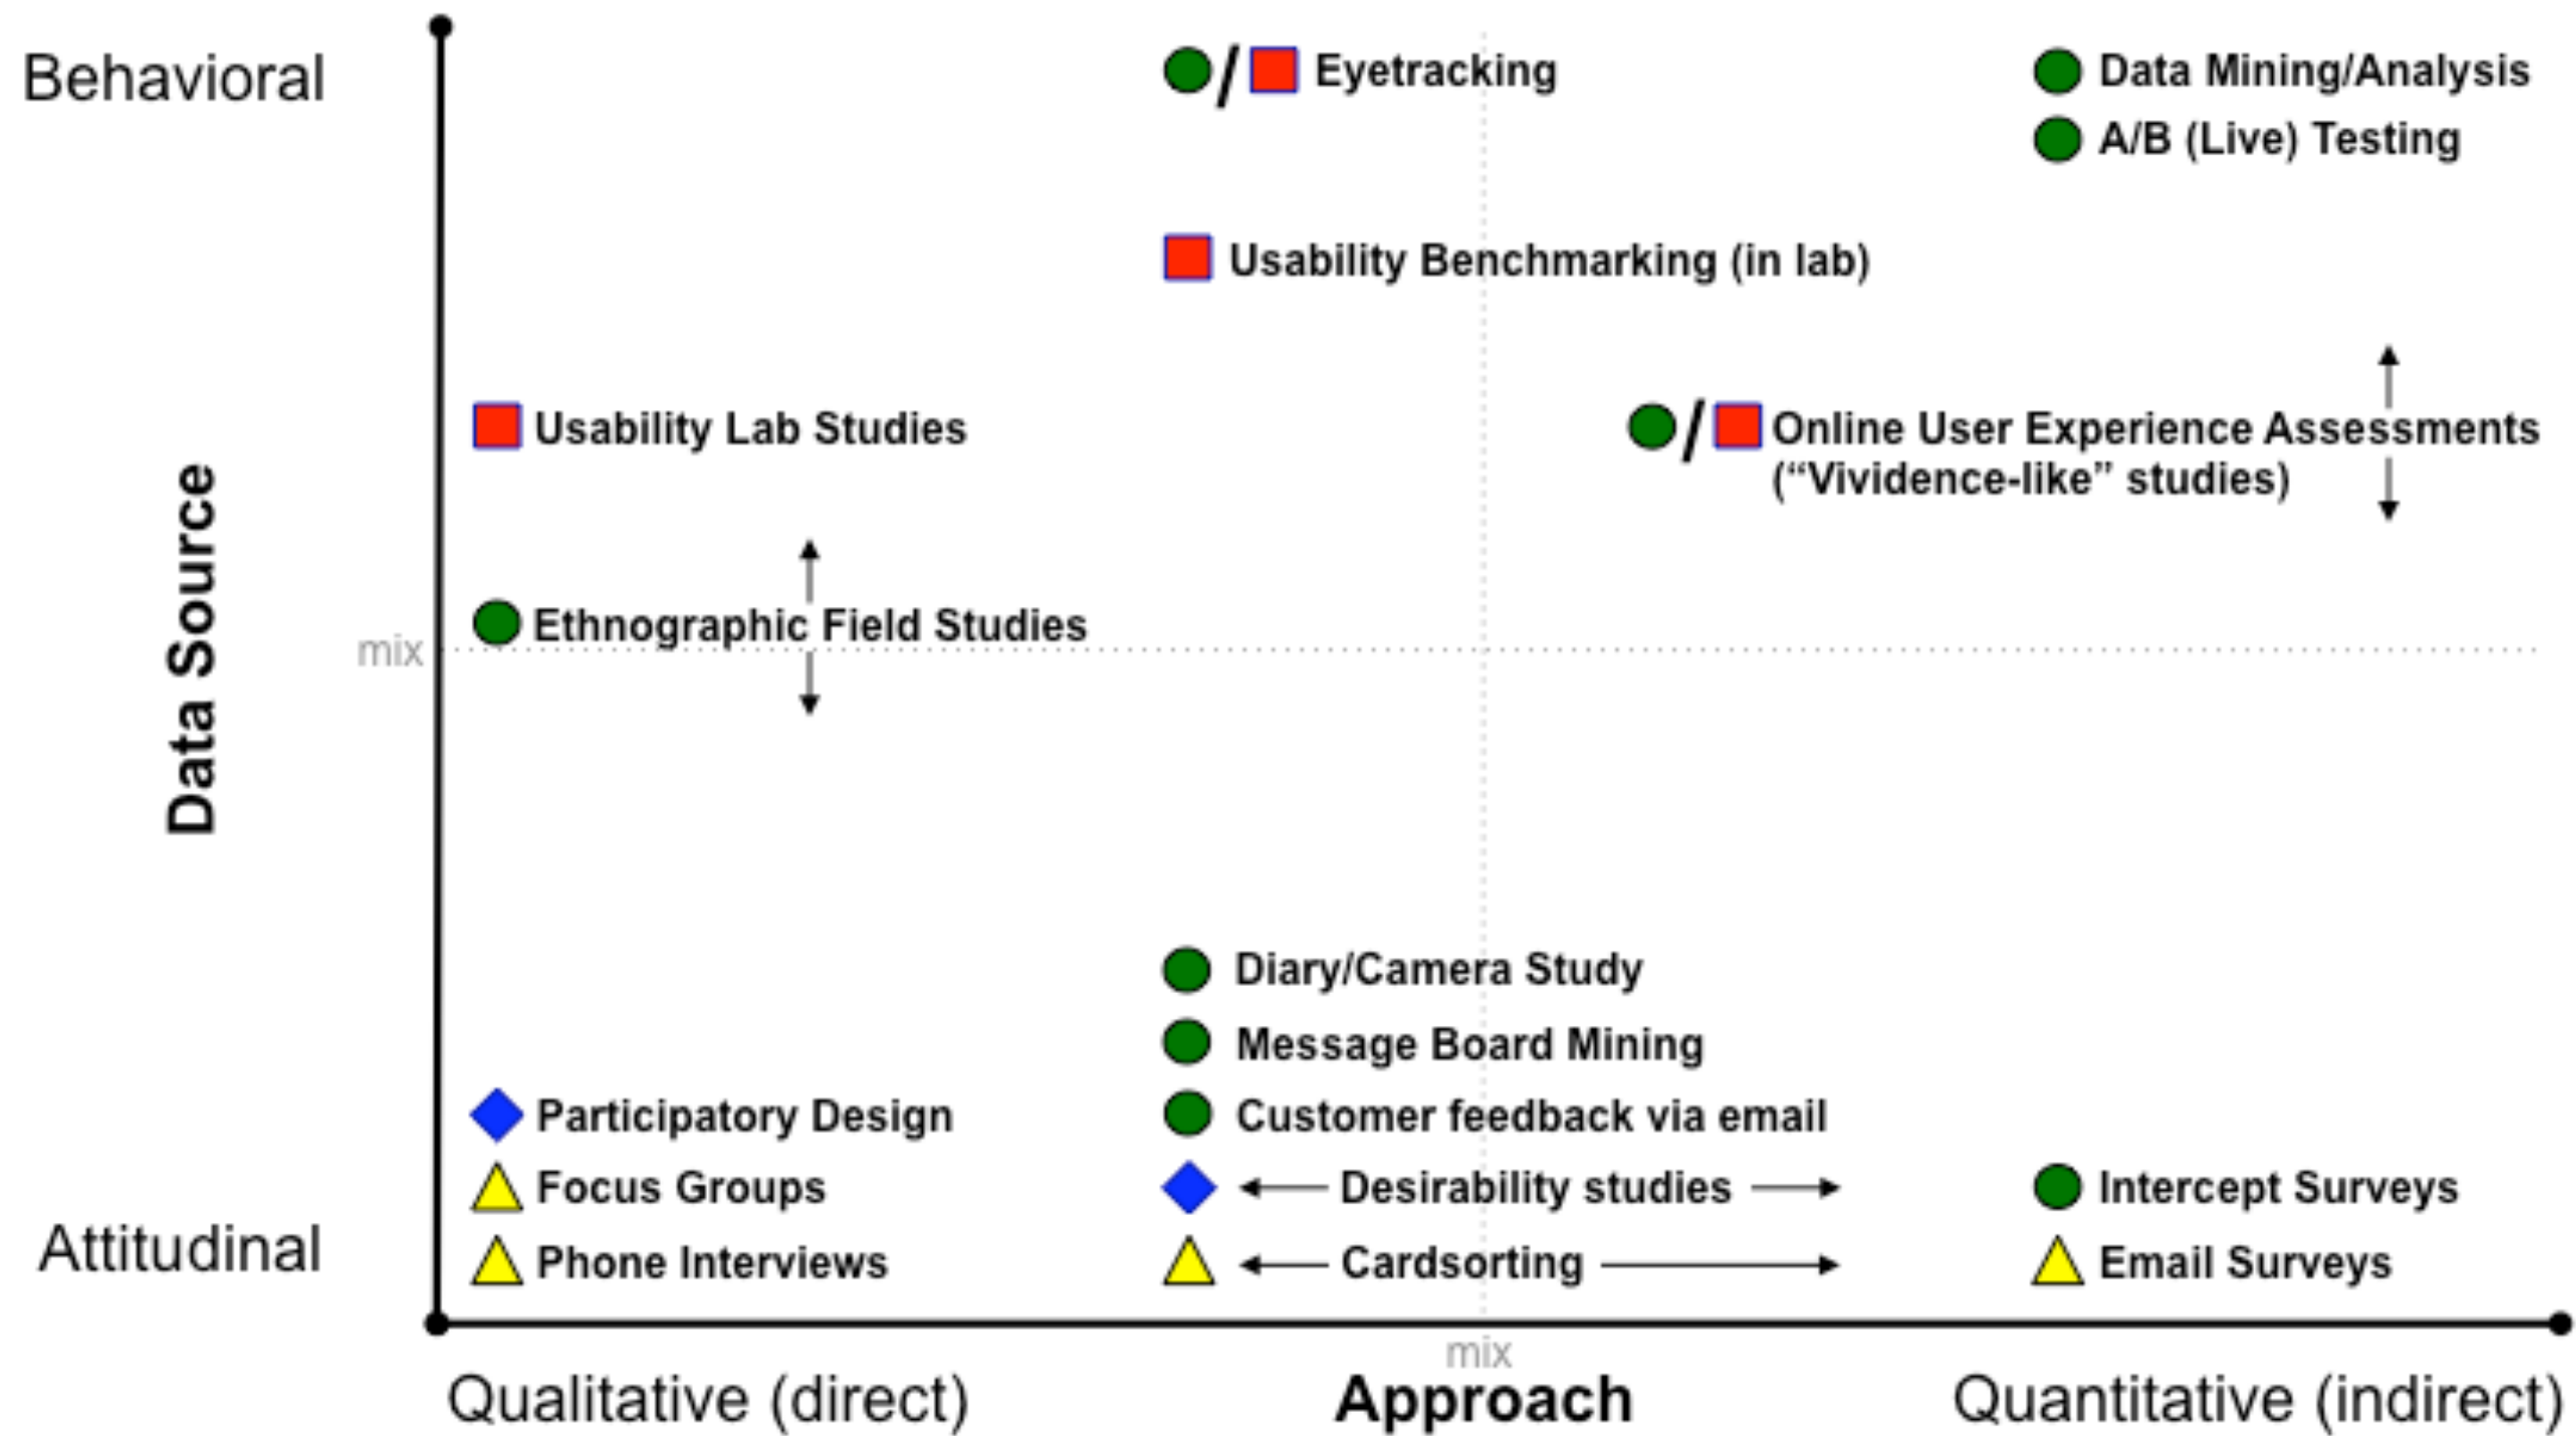 Behavioral
/ Eyetracking
Data Mining/Analysis
A/B (Live) Testing
Usability Benchmarking (in lab)
Usability Lab Studies
/ Online User Experience Assessments
(“Vividence-like” studies)
Data Source
Ethnographic Field Studies
mix
Diary/Camera Study
Message Board Mining
Participatory Design
Customer feedback via email
Focus Groups
Desirability studies
Intercept Surveys
Attitudinal
Phone Interviews
Cardsorting
Email Surveys
mix
Qualitative (direct)
Approach
Quantitative (indirect)